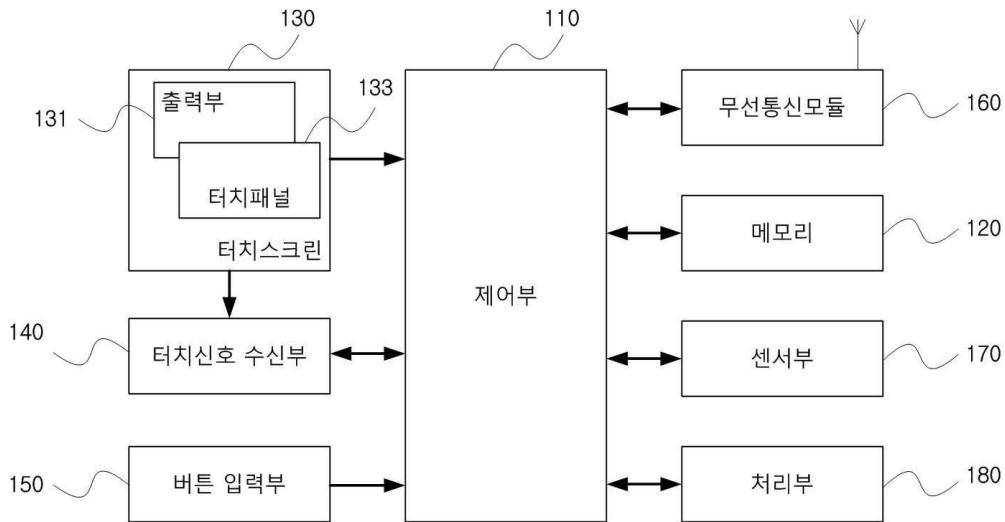 130
110
출력부
133
131
무선통신모듈
160
터치패널
터치스크린
메모리
120
제어부
140
터치신호 수신부
센서부
170
150
버튼 입력부
처리부
180